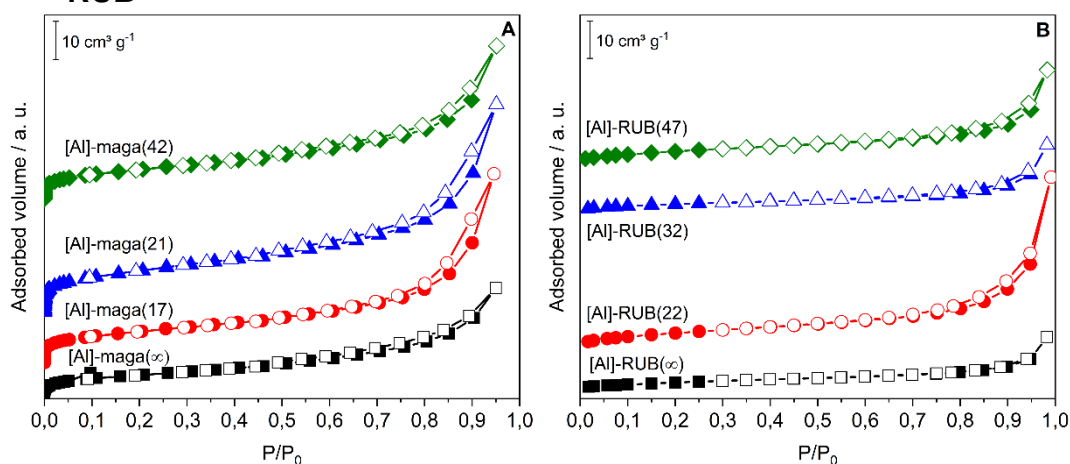 RUB
10 cm³ g⁻¹
A
[Al]-maga(42)
[Al]-maga(21)
[Al]-maga(17)
[Al]-maga(∞)
Adsorbed volume / a. u.
0,0 0,1 0,2 0,3 0,4 0,5 0,6 0,7 0,8 0,9 1,0
P/P₀
10 cm³ g⁻¹
B
[Al]-RUB(47)
[Al]-RUB(32)
[Al]-RUB(22)
[Al]-RUB(∞)
Adsorbed volume / a. u.
0,0 0,1 0,2 0,3 0,4 0,5 0,6 0,7 0,8 0,9 1,0
P/P₀